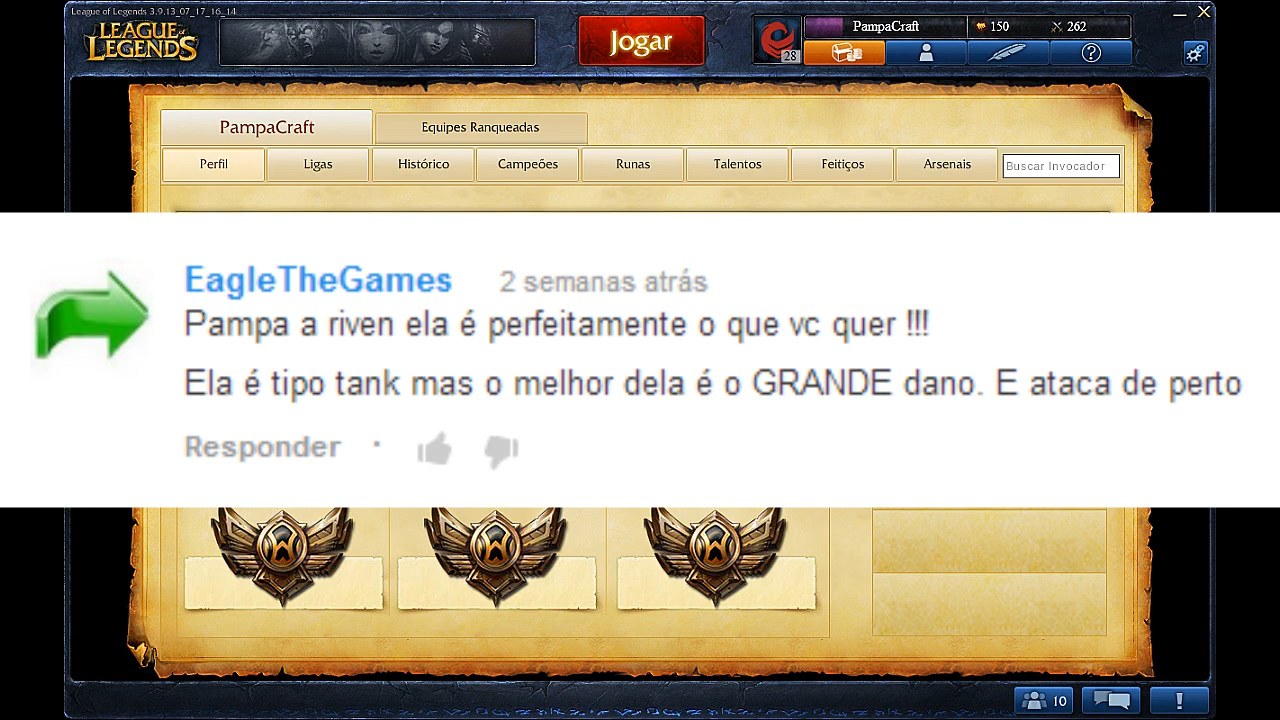 League of Legends 3.9.13_07_17_16_14
LEAGUE of LEGENDS
Jogar
28
PampaCraft
150
262
PampaCraft
Equipes Ranqueadas
Perfil
Ligas
Histórico
Campeões
Runas
Talentos
Feitiços
Arsenais
Buscar Invocador
EagleTheGames 2 semanas atrás
Pampa a riven ela é perfeitamente o que vc quer !!!
Ela é tipo tank mas o melhor dela é o GRANDE dano. E ataca de perto
Responder ·
10